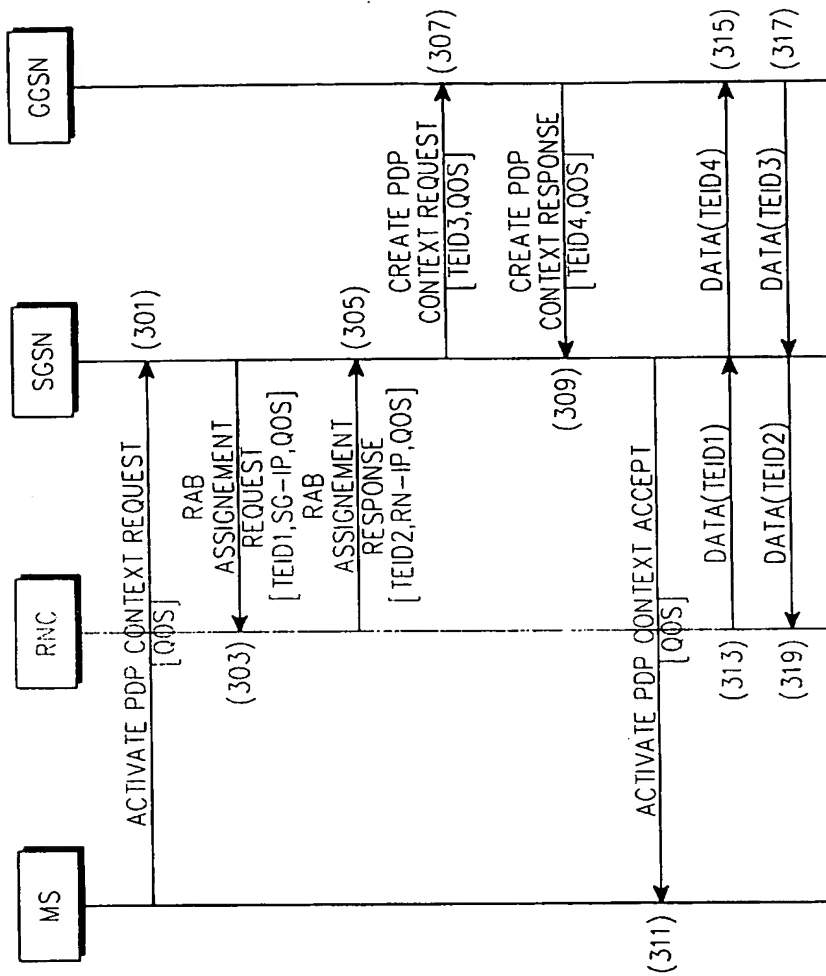 MS
RNC
SGSN
GGSN
ACTIVATE PDP CONTEXT REQUEST
[QOS]
(301)
RAB
ASSIGNEMENT
REQUEST
[TEID1,SG-IP,QOS]
(303)
RAB
ASSIGNEMENT
RESPONSE
[TEID2,RN-IP,QOS]
(305)
CREATE PDP
CONTEXT REQUEST
[TEID3,QOS]
(307)
CREATE PDP
CONTEXT RESPONSE
[TEID4,QOS]
(309)
ACTIVATE PDP CONTEXT ACCEPT
[QOS]
(311)
(313)
DATA(TEID1)
DATA(TEID4)
(315)
(319)
DATA(TEID2)
DATA(TEID3)
(317)